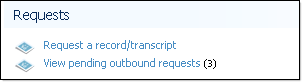 Requests
Request a record/transcript
View pending outbound requests (3)